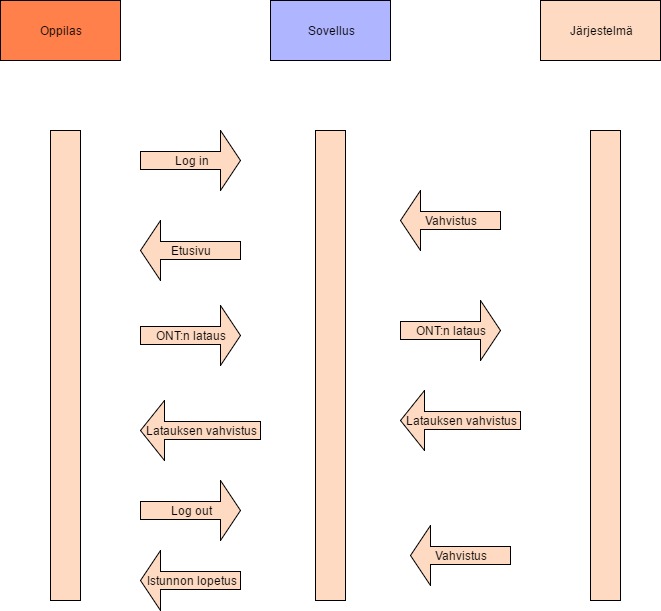 Oppilas
Sovellus
Järjestelmä
Log in
Vahvistus
Etusivu
ONT:n lataus
ONT:n lataus
Latauksen vahvistus
Latauksen vahvistus
Log out
Vahvistus
Istunnon lopetus